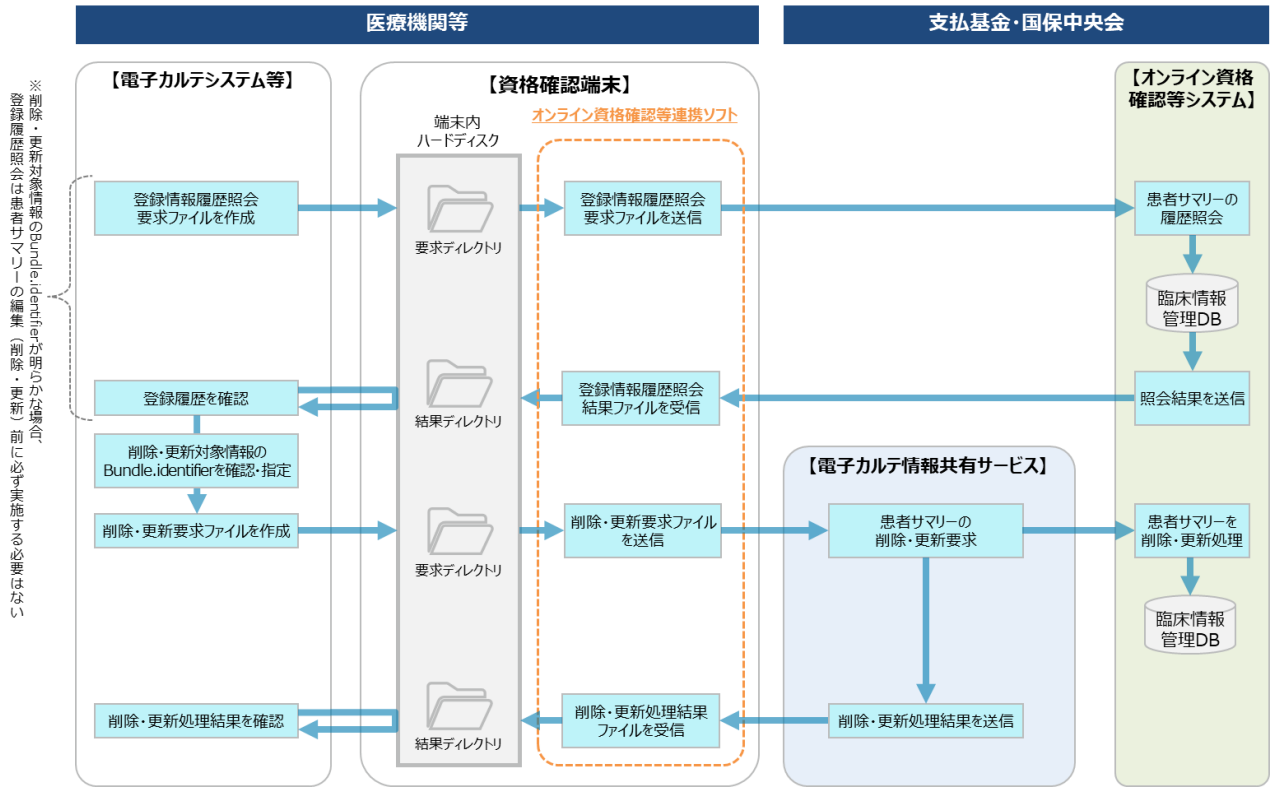 医療機関等
支払基金・国保中央会
【電子カルテシステム等】
【資格確認端末】
【オンライン資格
確認等システム】
オンライン資格確認等連携ソフト
端末内
ハードディスク
※削除・更新対象情報のBundle.identifierが明らかな場合、
登録履歴照会は患者サマリーの編集（削除・更新）前に必ず実施する必要はない
登録情報履歴照会
要求ファイルを作成
要求ディレクトリ
登録情報履歴照会
要求ファイルを送信
患者サマリーの
履歴照会
臨床情報
管理DB
登録履歴を確認
結果ディレクトリ
登録情報履歴照会
結果ファイルを受信
照会結果を送信
削除・更新対象情報の
Bundle.identifierを確認・指定
【電子カルテ情報共有サービス】
削除・更新要求ファイルを作成
要求ディレクトリ
削除・更新要求ファイル
を送信
患者サマリーの
削除・更新要求
患者サマリーを
削除・更新処理
臨床情報
管理DB
削除・更新処理結果を確認
結果ディレクトリ
削除・更新処理結果
ファイルを受信
削除・更新処理結果を送信